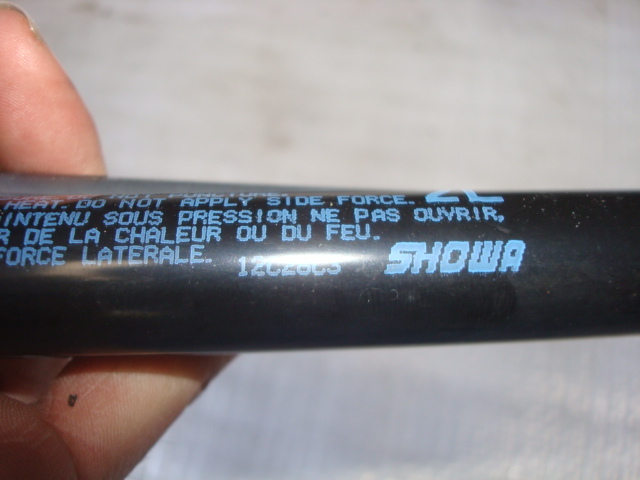 HEAT. DO NOT APPLY SIDE FORCE.
INTENU SOUS PRESSION NE PAS OUVRIR,
R DE LA CHALEUR OU DU FEU.
FORCE LATERALE.
SHOWA